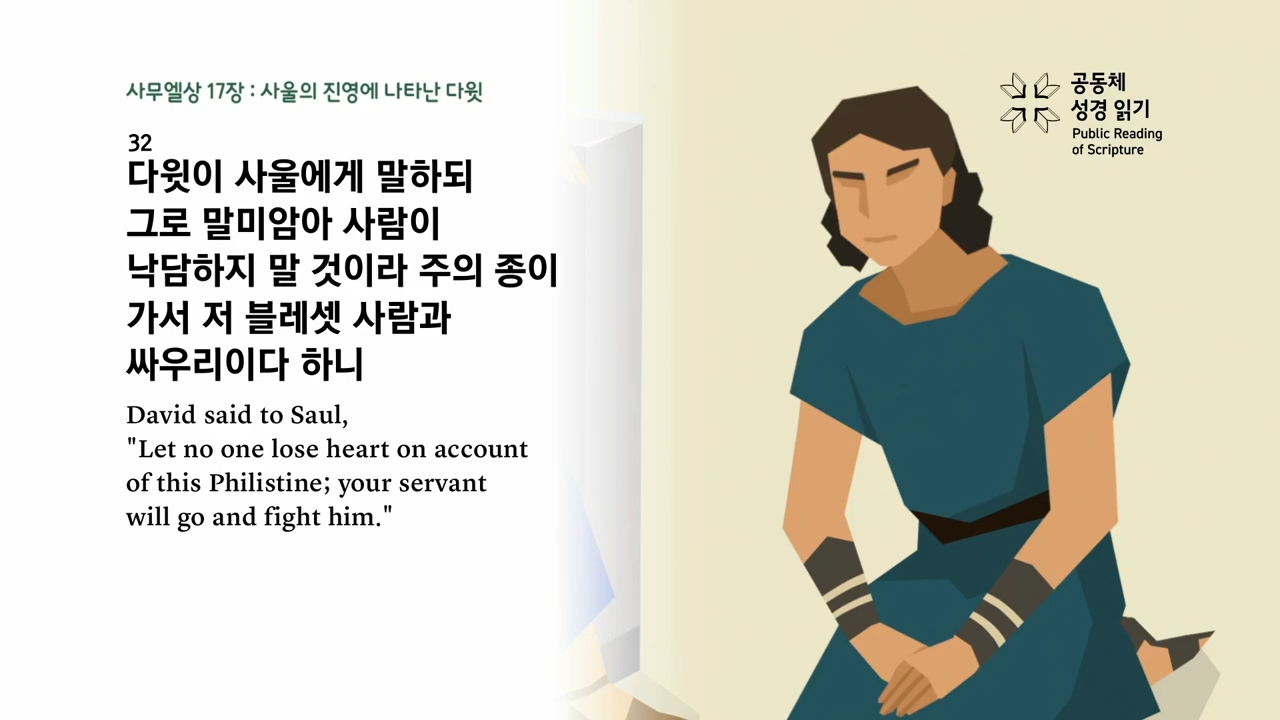 사무엘상 17장 : 사울의 진영에 나타난 다윗
32
다윗이 사울에게 말하되
그로 말미암아 사람이
낙담하지 말 것이라 주의 종이
가서 저 블레셋 사람과
싸우리이다 하니
David said to Saul,
"Let no one lose heart on account
of this Philistine; your servant
will go and fight him."
공동체
성경 읽기
Public Reading
of Scripture